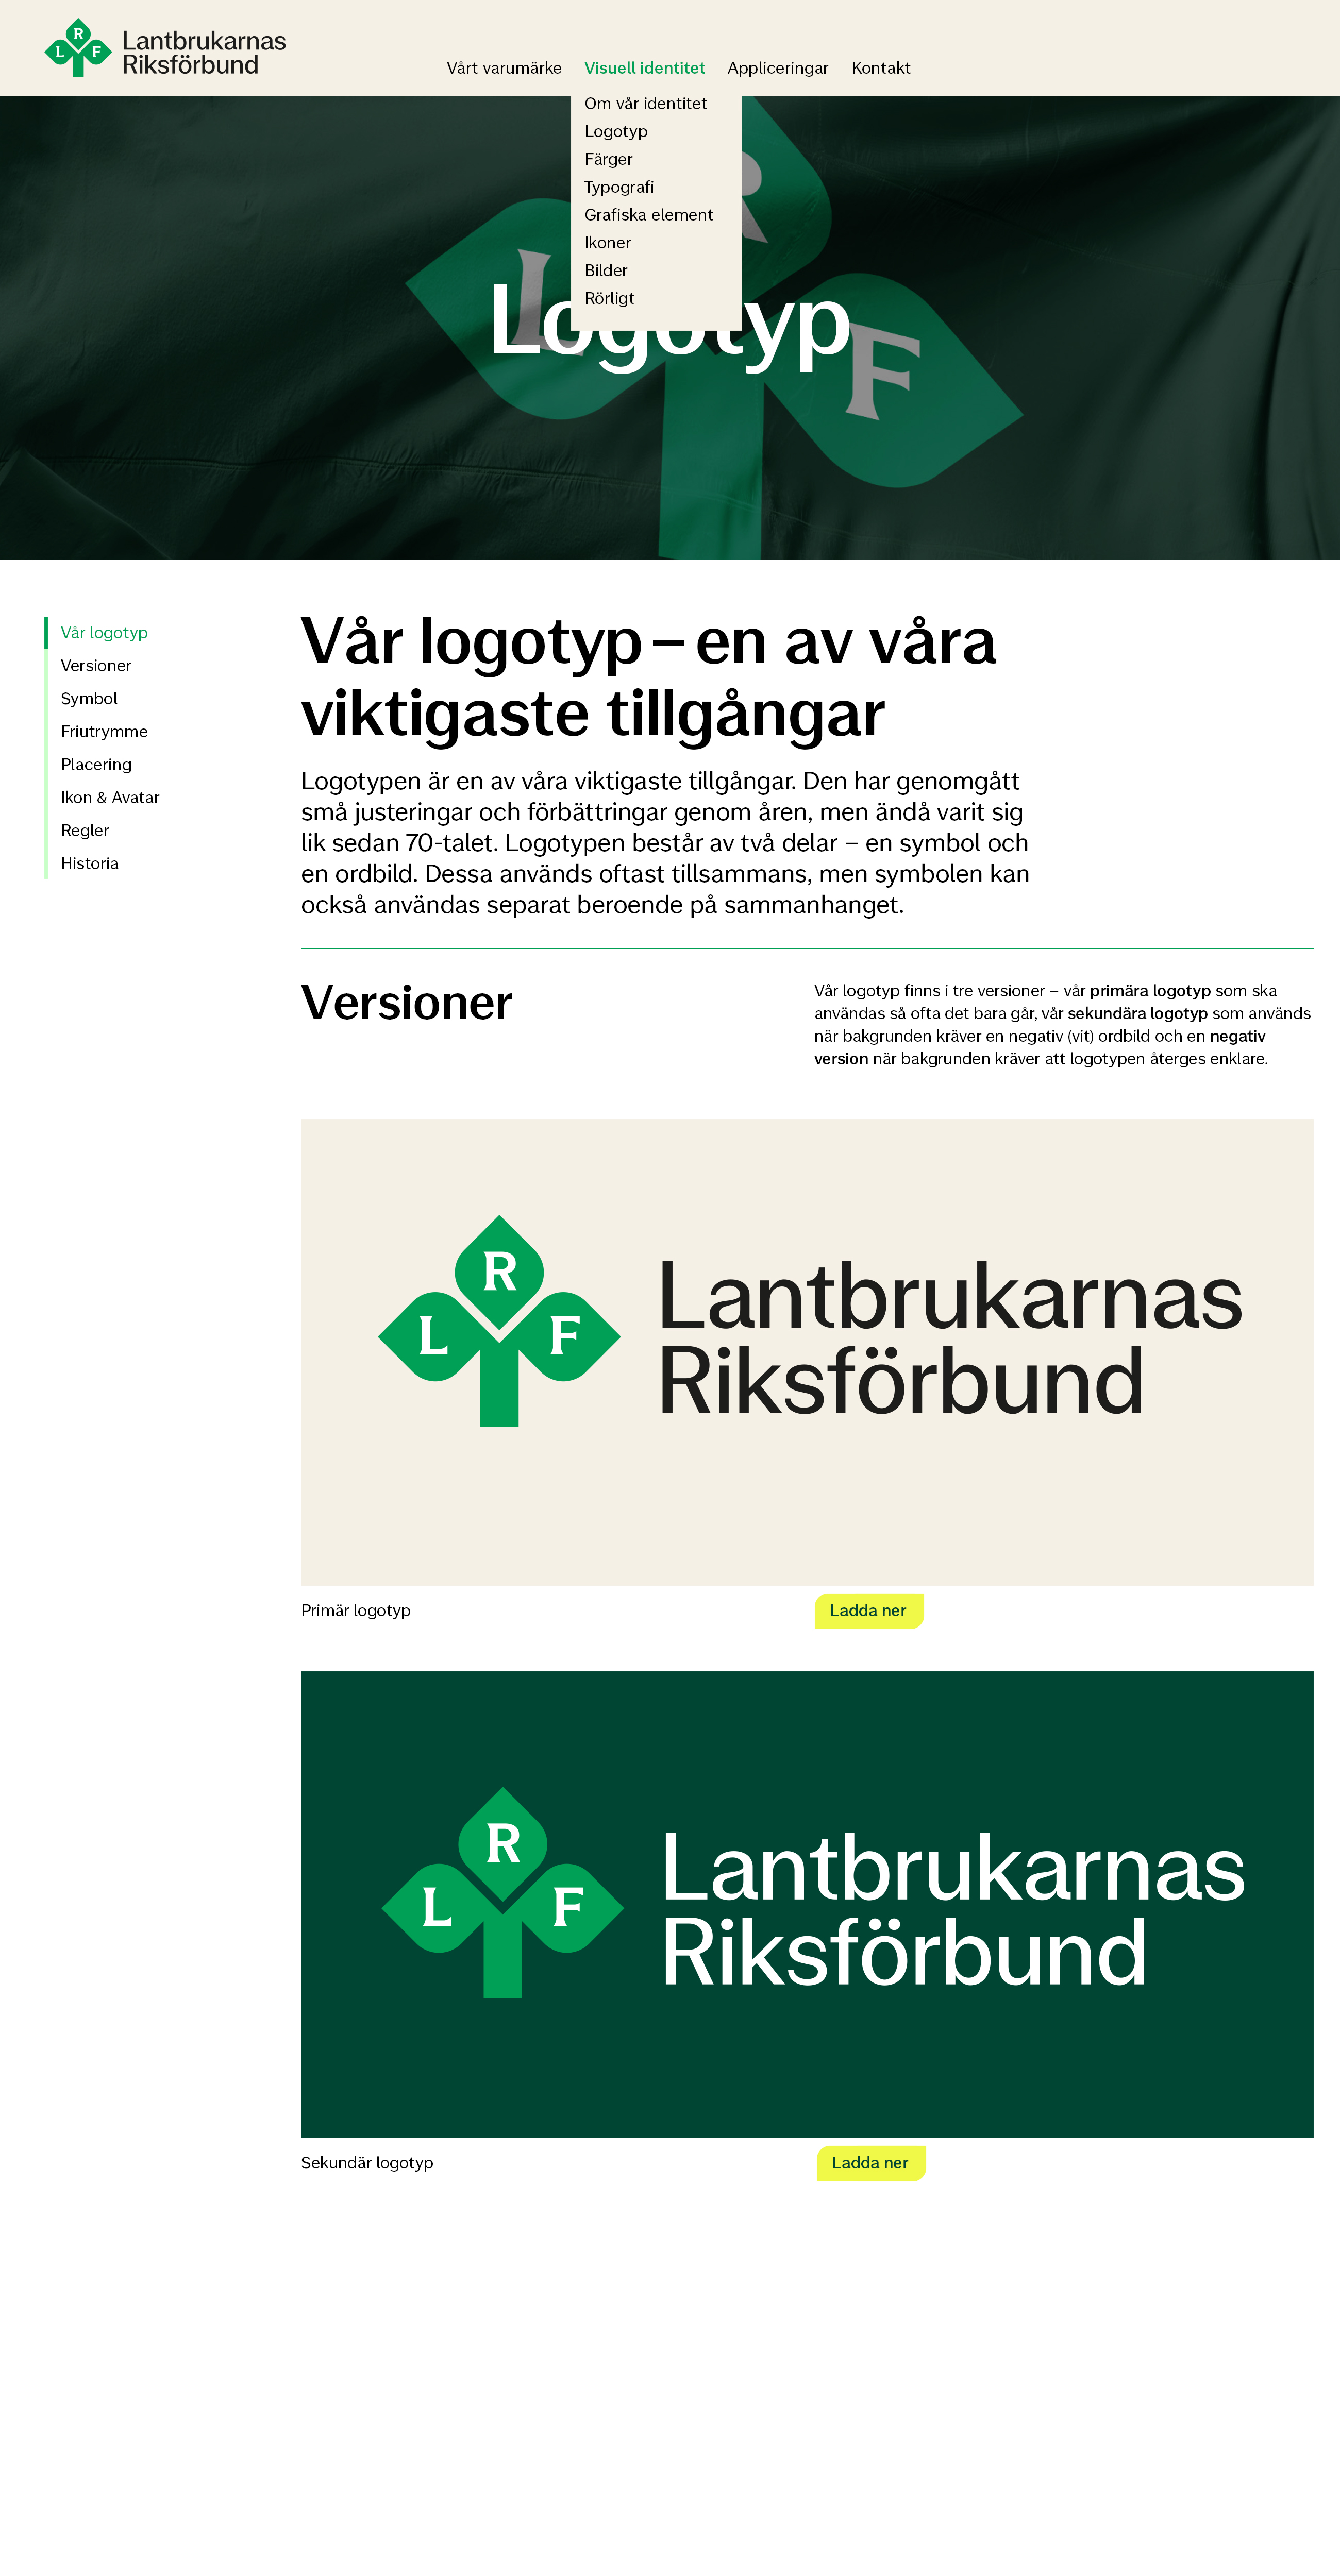 R
L F
Lantbrukarnas
Riksförbund
Vårt varumärke Visuell identitet Appliceringar Kontakt
Om vår identitet
Logotyp
Färger
Typografi
Grafiska element
Ikoner
Bilder
Rörligt
R
L
F
Logotyp
Vår logotyp
Versioner
Symbol
Friutrymme
Placering
Ikon & Avatar
Regler
Historia
Vår logotyp – en av våra
viktigaste tillgångar
Logotypen är en av våra viktigaste tillgångar. Den har genomgått
små justeringar och förbättringar genom åren, men ändå varit sig
lik sedan 70-talet. Logotypen består av två delar – en symbol och
en ordbild. Dessa används oftast tillsammans, men symbolen kan
också användas separat beroende på sammanhanget.
Versioner
Vår logotyp finns i tre versioner – vår primära logotyp som ska
användas så ofta det bara går, vår sekundära logotyp som används
när bakgrunden kräver en negativ (vit) ordbild och en negativ
version när bakgrunden kräver att logotypen återges enklare.
R
L F
Lantbrukarnas
Riksförbund
Primär logotyp
Ladda ner
R
L F
Lantbrukarnas
Riksförbund
Sekundär logotyp
Ladda ner